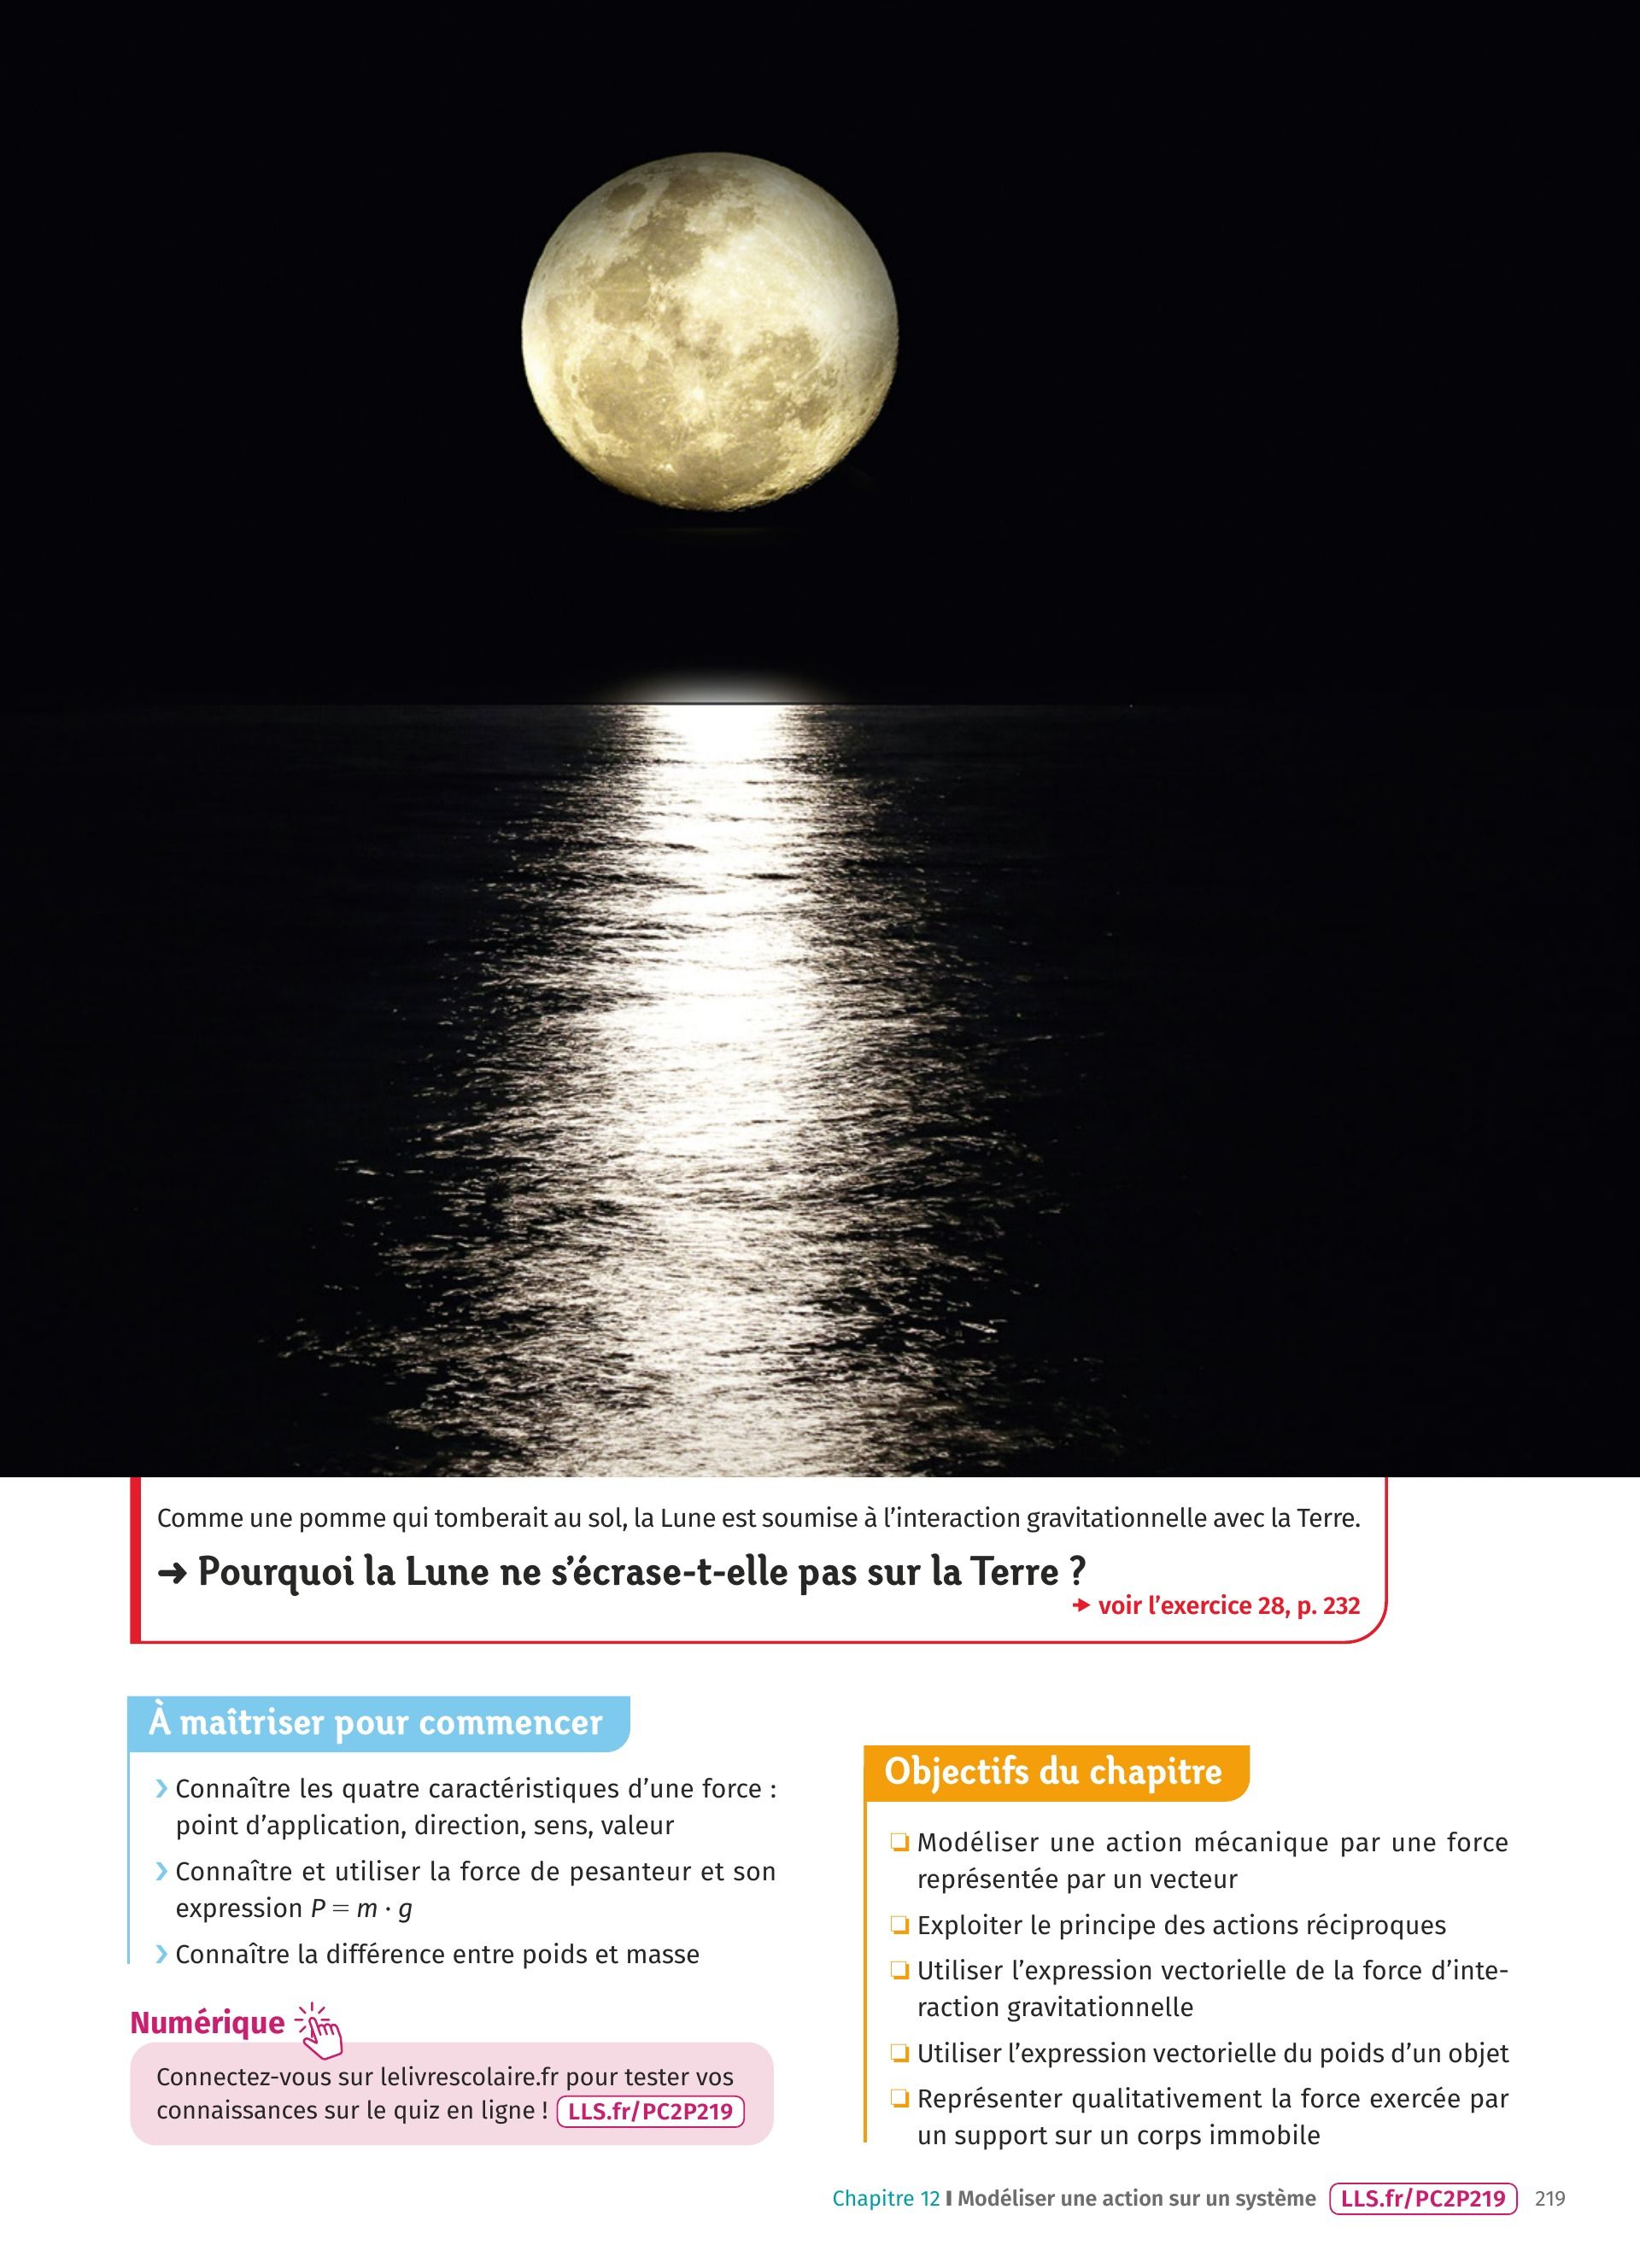 Comme une pomme qui tomberait au sol, la Lune est soumise à l'interaction gravitationnelle avec la Terre.
➜ Pourquoi la Lune ne s'écrase-t-elle pas sur la Terre ?
➜ voir l'exercice 28, p. 232
À maîtriser pour commencer
› Connaître les quatre caractéristiques d'une force :
point d'application, direction, sens, valeur
› Connaître et utiliser la force de pesanteur et son
expression P = m · g
› Connaître la différence entre poids et masse
Numérique
Connectez-vous sur lelivrescolaire.fr pour tester vos
connaissances sur le quiz en ligne ! LLS.fr/PC2P219
Objectifs du chapitre
❏ Modéliser une action mécanique par une force
représentée par un vecteur
❏ Exploiter le principe des actions réciproques
❏ Utiliser l'expression vectorielle de la force d'inte-
raction gravitationnelle
❏ Utiliser l'expression vectorielle du poids d'un objet
❏ Représenter qualitativement la force exercée par
un support sur un corps immobile
Chapitre 12 I Modéliser une action sur un système LLS.fr/PC2P219 219